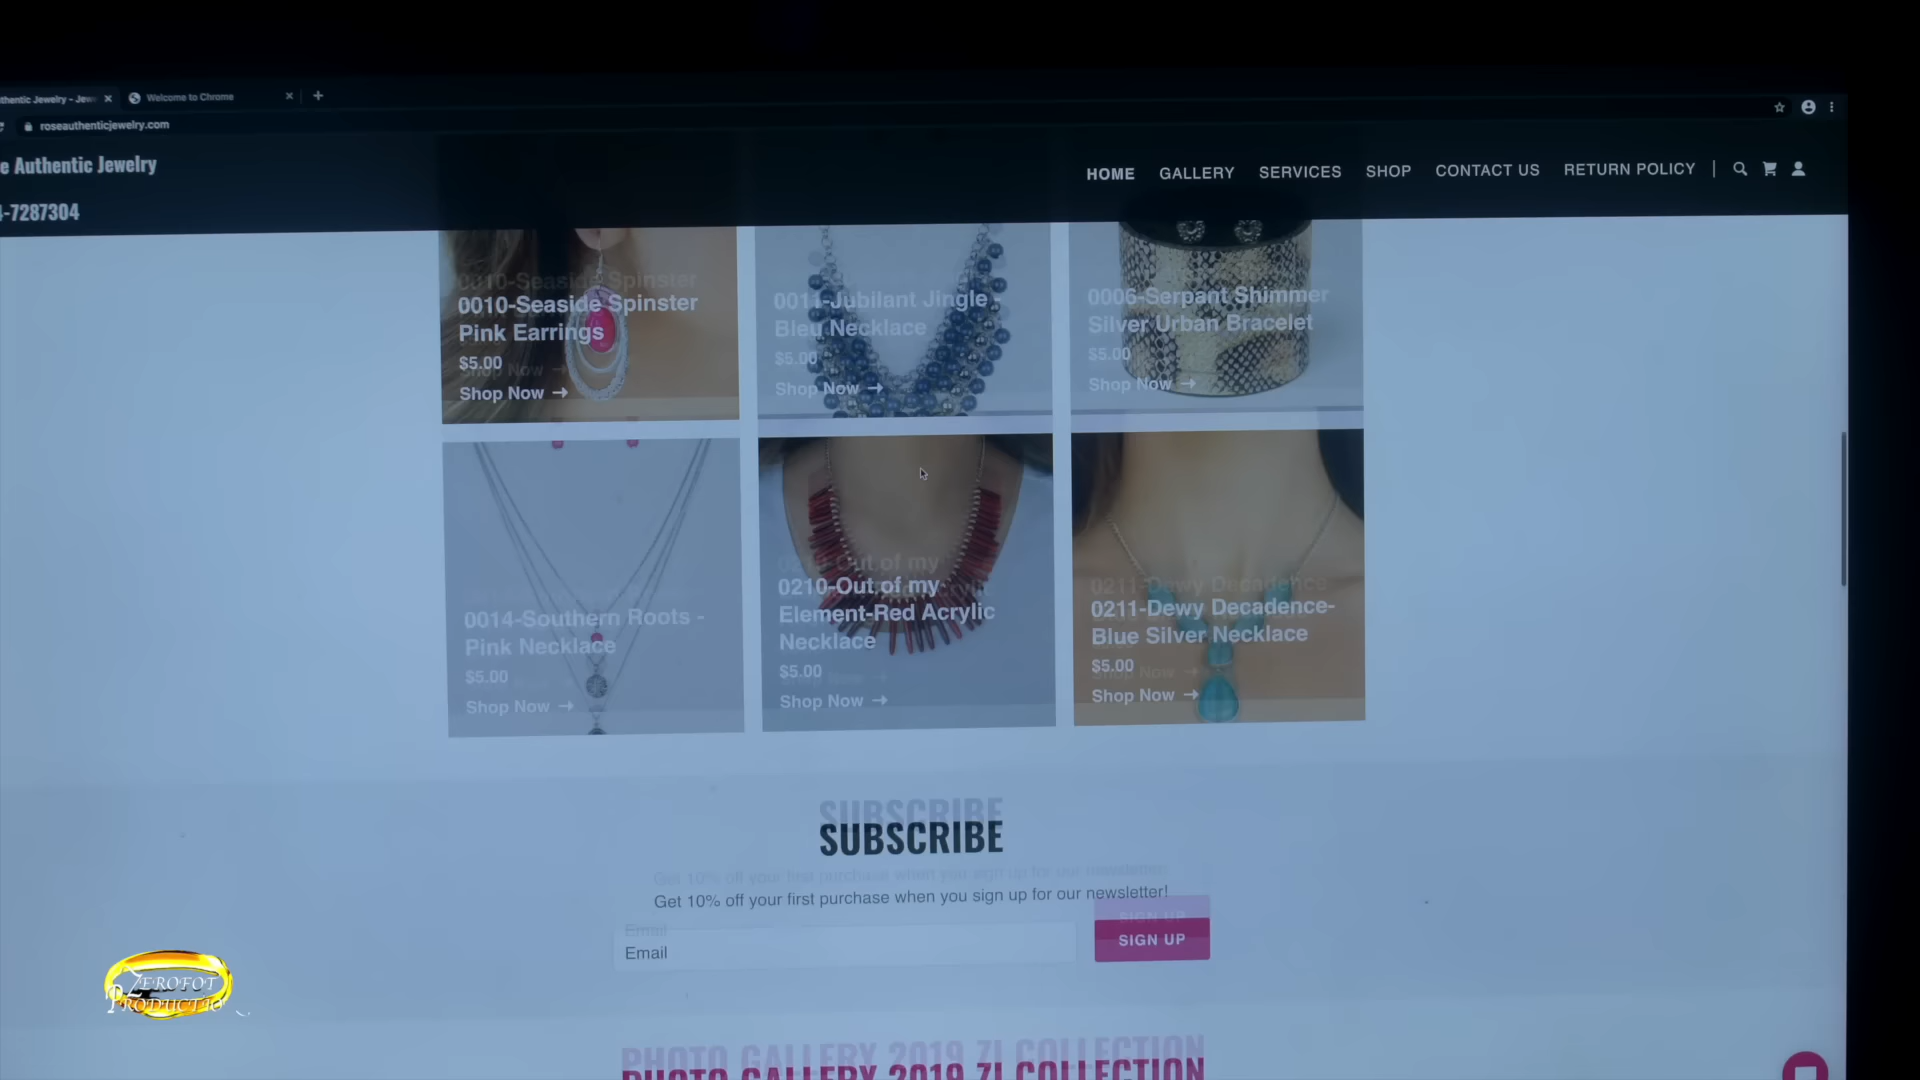 thentic Jewelry - Jew
Welcome to Chrome
roseauthenticjewelry.com
e Authentic Jewelry
HOME GALLERY SERVICES SHOP CONTACT US RETURN POLICY
-7287304
0010-Seaside Spinster
Pink Earrings
$5.00
Shop Now →
0011-Jubilant Jingle -
Bleu Necklace
$5.00
Shop Now →
0006-Serpant Shimmer
Silver Urban Bracelet
$5.00
Shop Now →
0014-Southern Roots -
Pink Necklace
$5.00
Shop Now →
0210-Out of my
Element-Red Acrylic
Necklace
$5.00
Shop Now →
0211-Dewy Decadence-
Blue Silver Necklace
$5.00
Shop Now →
SUBSCRIBE
Get 10% off your first purchase when you sign up for our newsletter!
Email
SIGN UP
ZEROFOT
PRODUCTIO
PHOTO GALLERY 2019 ZI COLLECTION